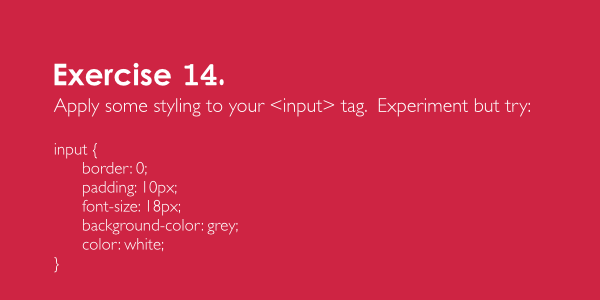 Exercise 14.
Apply some styling to your <input> tag.  Experiment but try:
input {
border: 0;
padding: 10px;
font-size: 18px;
background-color: grey;
color: white;
}